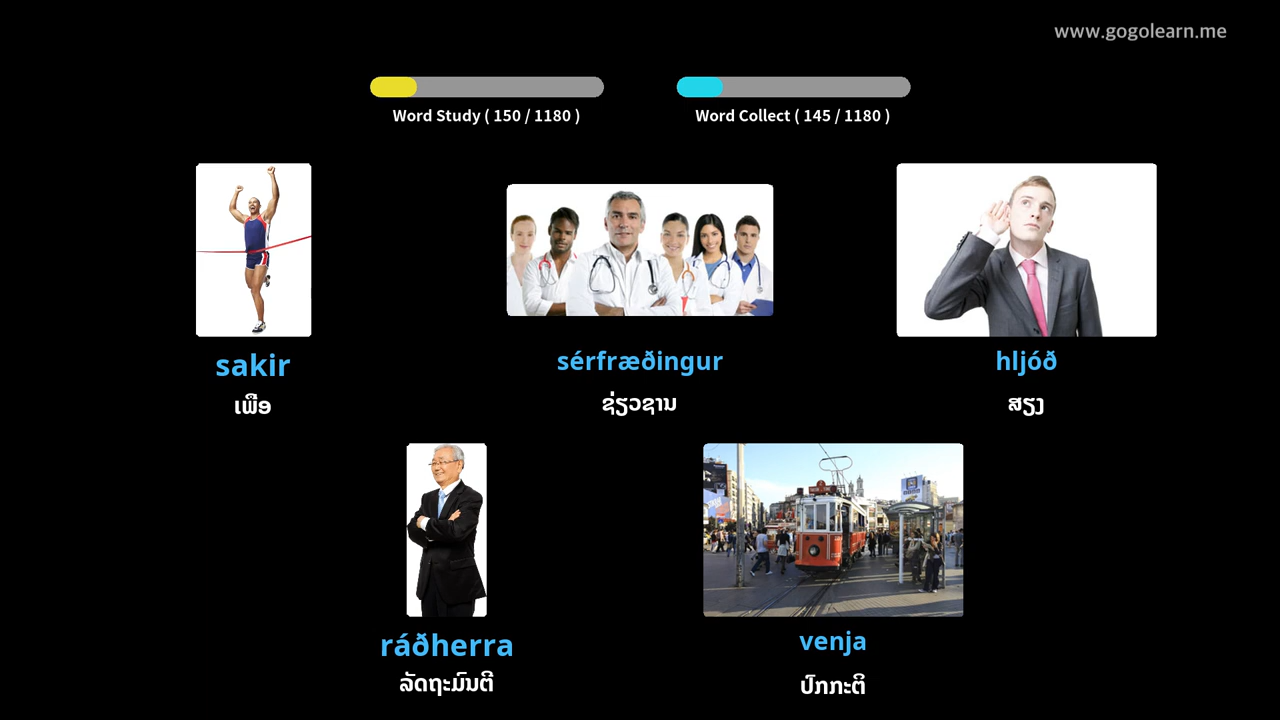 www.gogolearn.me
Word Study ( 150 / 1180 )
Word Collect ( 145 / 1180 )
sakir
ເພື່ອ
sérfræðingur
ຊ່ຽວຊານ
hljóð
ສຽງ
ráðherra
ລັດຖະມົນຕີ
venja
ປົກກະຕິ